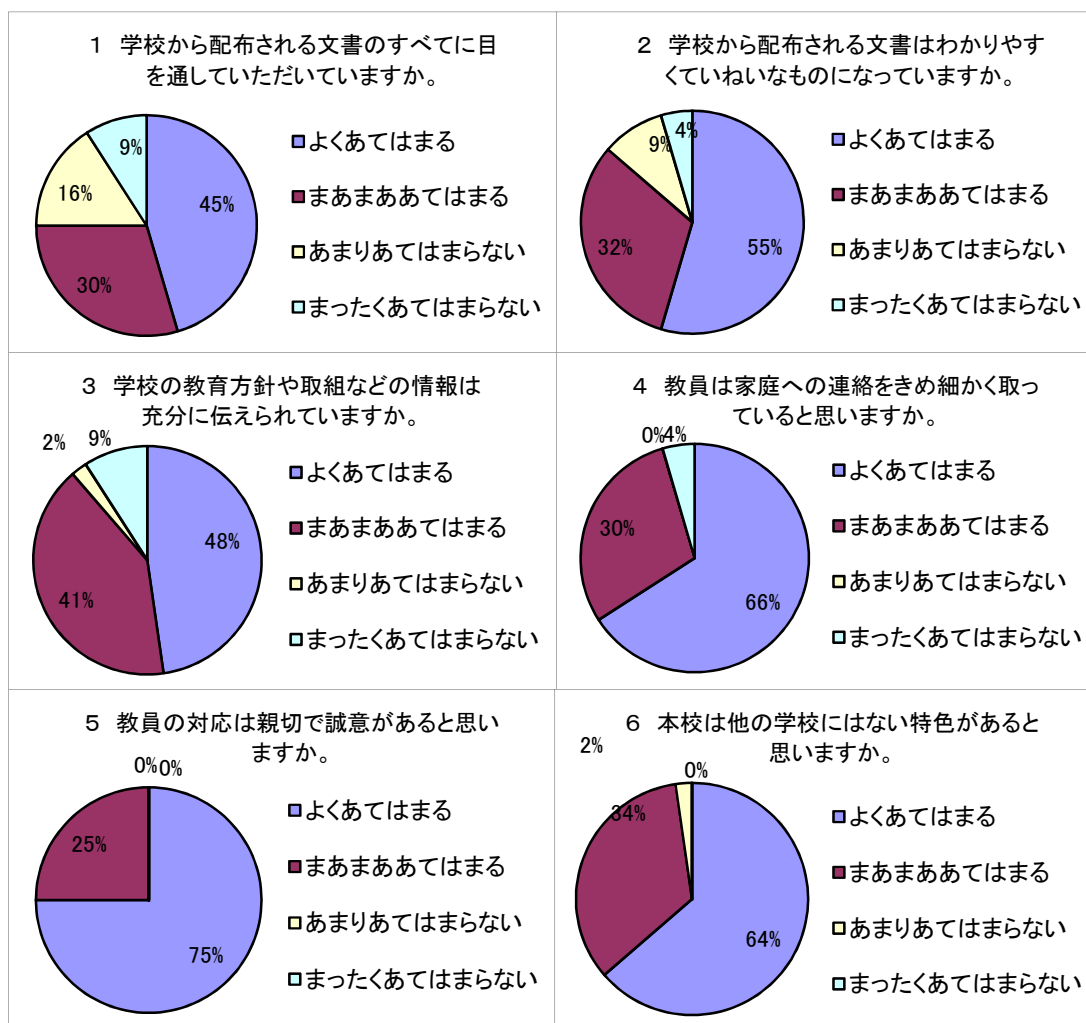 1 学校から配布される文書のすべてに目
を通していただいていますか。
9%
16%
45%
30%
よくあてはまる
まあまああてはまる
あまりあてはまらない
まったくあてはまらない
2 学校から配布される文書はわかりやす
くていねいなものになっていますか。
4%
9%
32%
55%
よくあてはまる
まあまああてはまる
あまりあてはまらない
まったくあてはまらない
3 学校の教育方針や取組などの情報は
充分に伝えられていますか。
2%
9%
48%
41%
よくあてはまる
まあまああてはまる
あまりあてはまらない
まったくあてはまらない
4 教員は家庭への連絡をきめ細かく取っ
ていると思いますか。
0%
4%
30%
66%
よくあてはまる
まあまああてはまる
あまりあてはまらない
まったくあてはまらない
5 教員の対応は親切で誠意があると思い
ますか。
0%
0%
25%
75%
よくあてはまる
まあまああてはまる
あまりあてはまらない
まったくあてはまらない
6 本校は他の学校にはない特色があると
思いますか。
2%
0%
34%
64%
よくあてはまる
まあまああてはまる
あまりあてはまらない
まったくあてはまらない